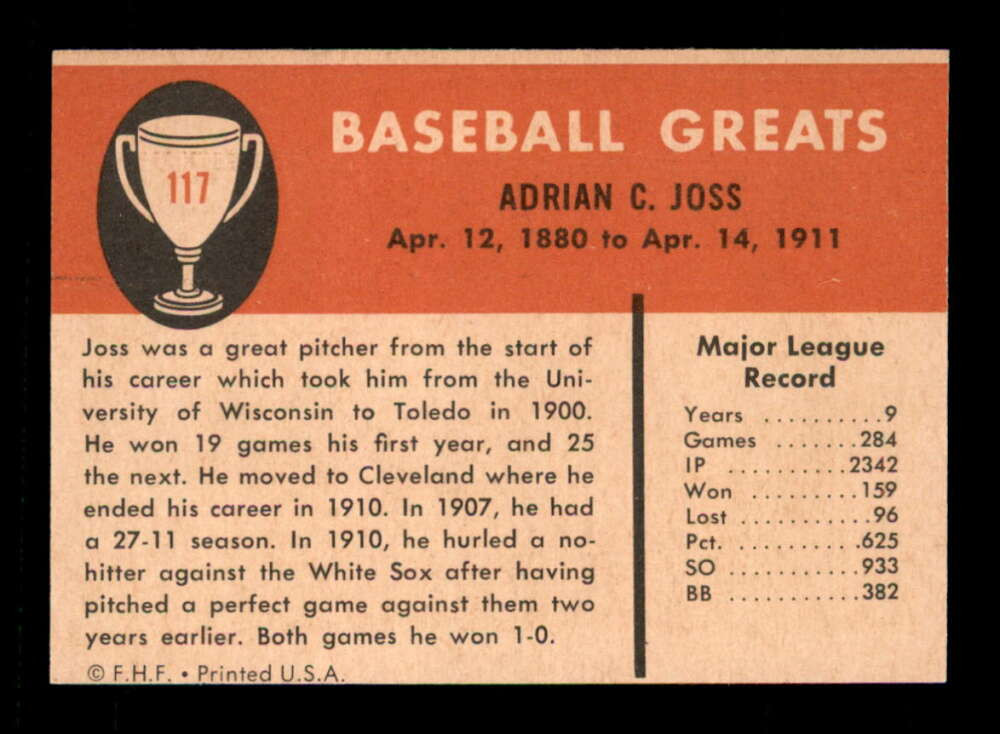 117
BASEBALL GREATS
ADRIAN C. JOSS
Apr. 12, 1880 to Apr. 14, 1911
Joss was a great pitcher from the start of
his career which took him from the Uni-
versity of Wisconsin to Toledo in 1900.
He won 19 games his first year, and 25
the next. He moved to Cleveland where he
ended his career in 1910. In 1907, he had
a 27-11 season. In 1910, he hurled a no-
hitter against the White Sox after having
pitched a perfect game against them two
years earlier. Both games he won 1-0.
© F.H.F. • Printed U.S.A.
Major League
Record
Years ..........9
Games .......284
IP ..........2342
Won .........159
Lost ...........96
Pct. ..........625
SO ...........933
BB ...........382